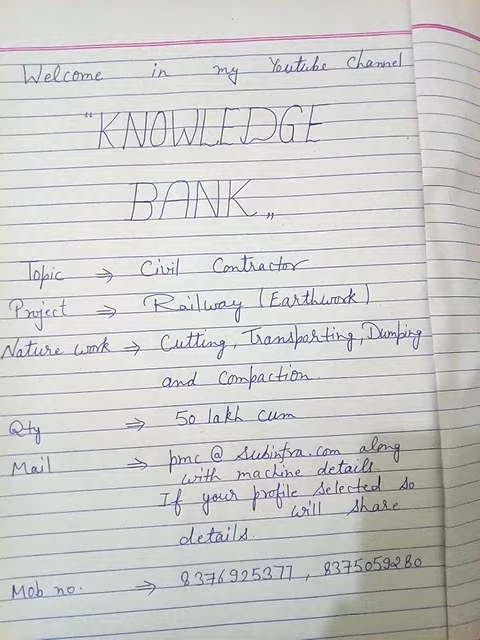 Welcome in my Youtube Channel
"KNOWLEDGE
BANK„
Topic ⇒ Civil Contractor
Project ⇒ Railway (Earthwork)
Nature work → Cutting, Transporting, Dumping
and Compaction
Qty ⇒ 50 lakh cum
Mail ⇒ pmc @ subinfra.com along
with machine details
If your profile selected so
will share
details.
Mob no. ⇒ 8376925377, 8375059280